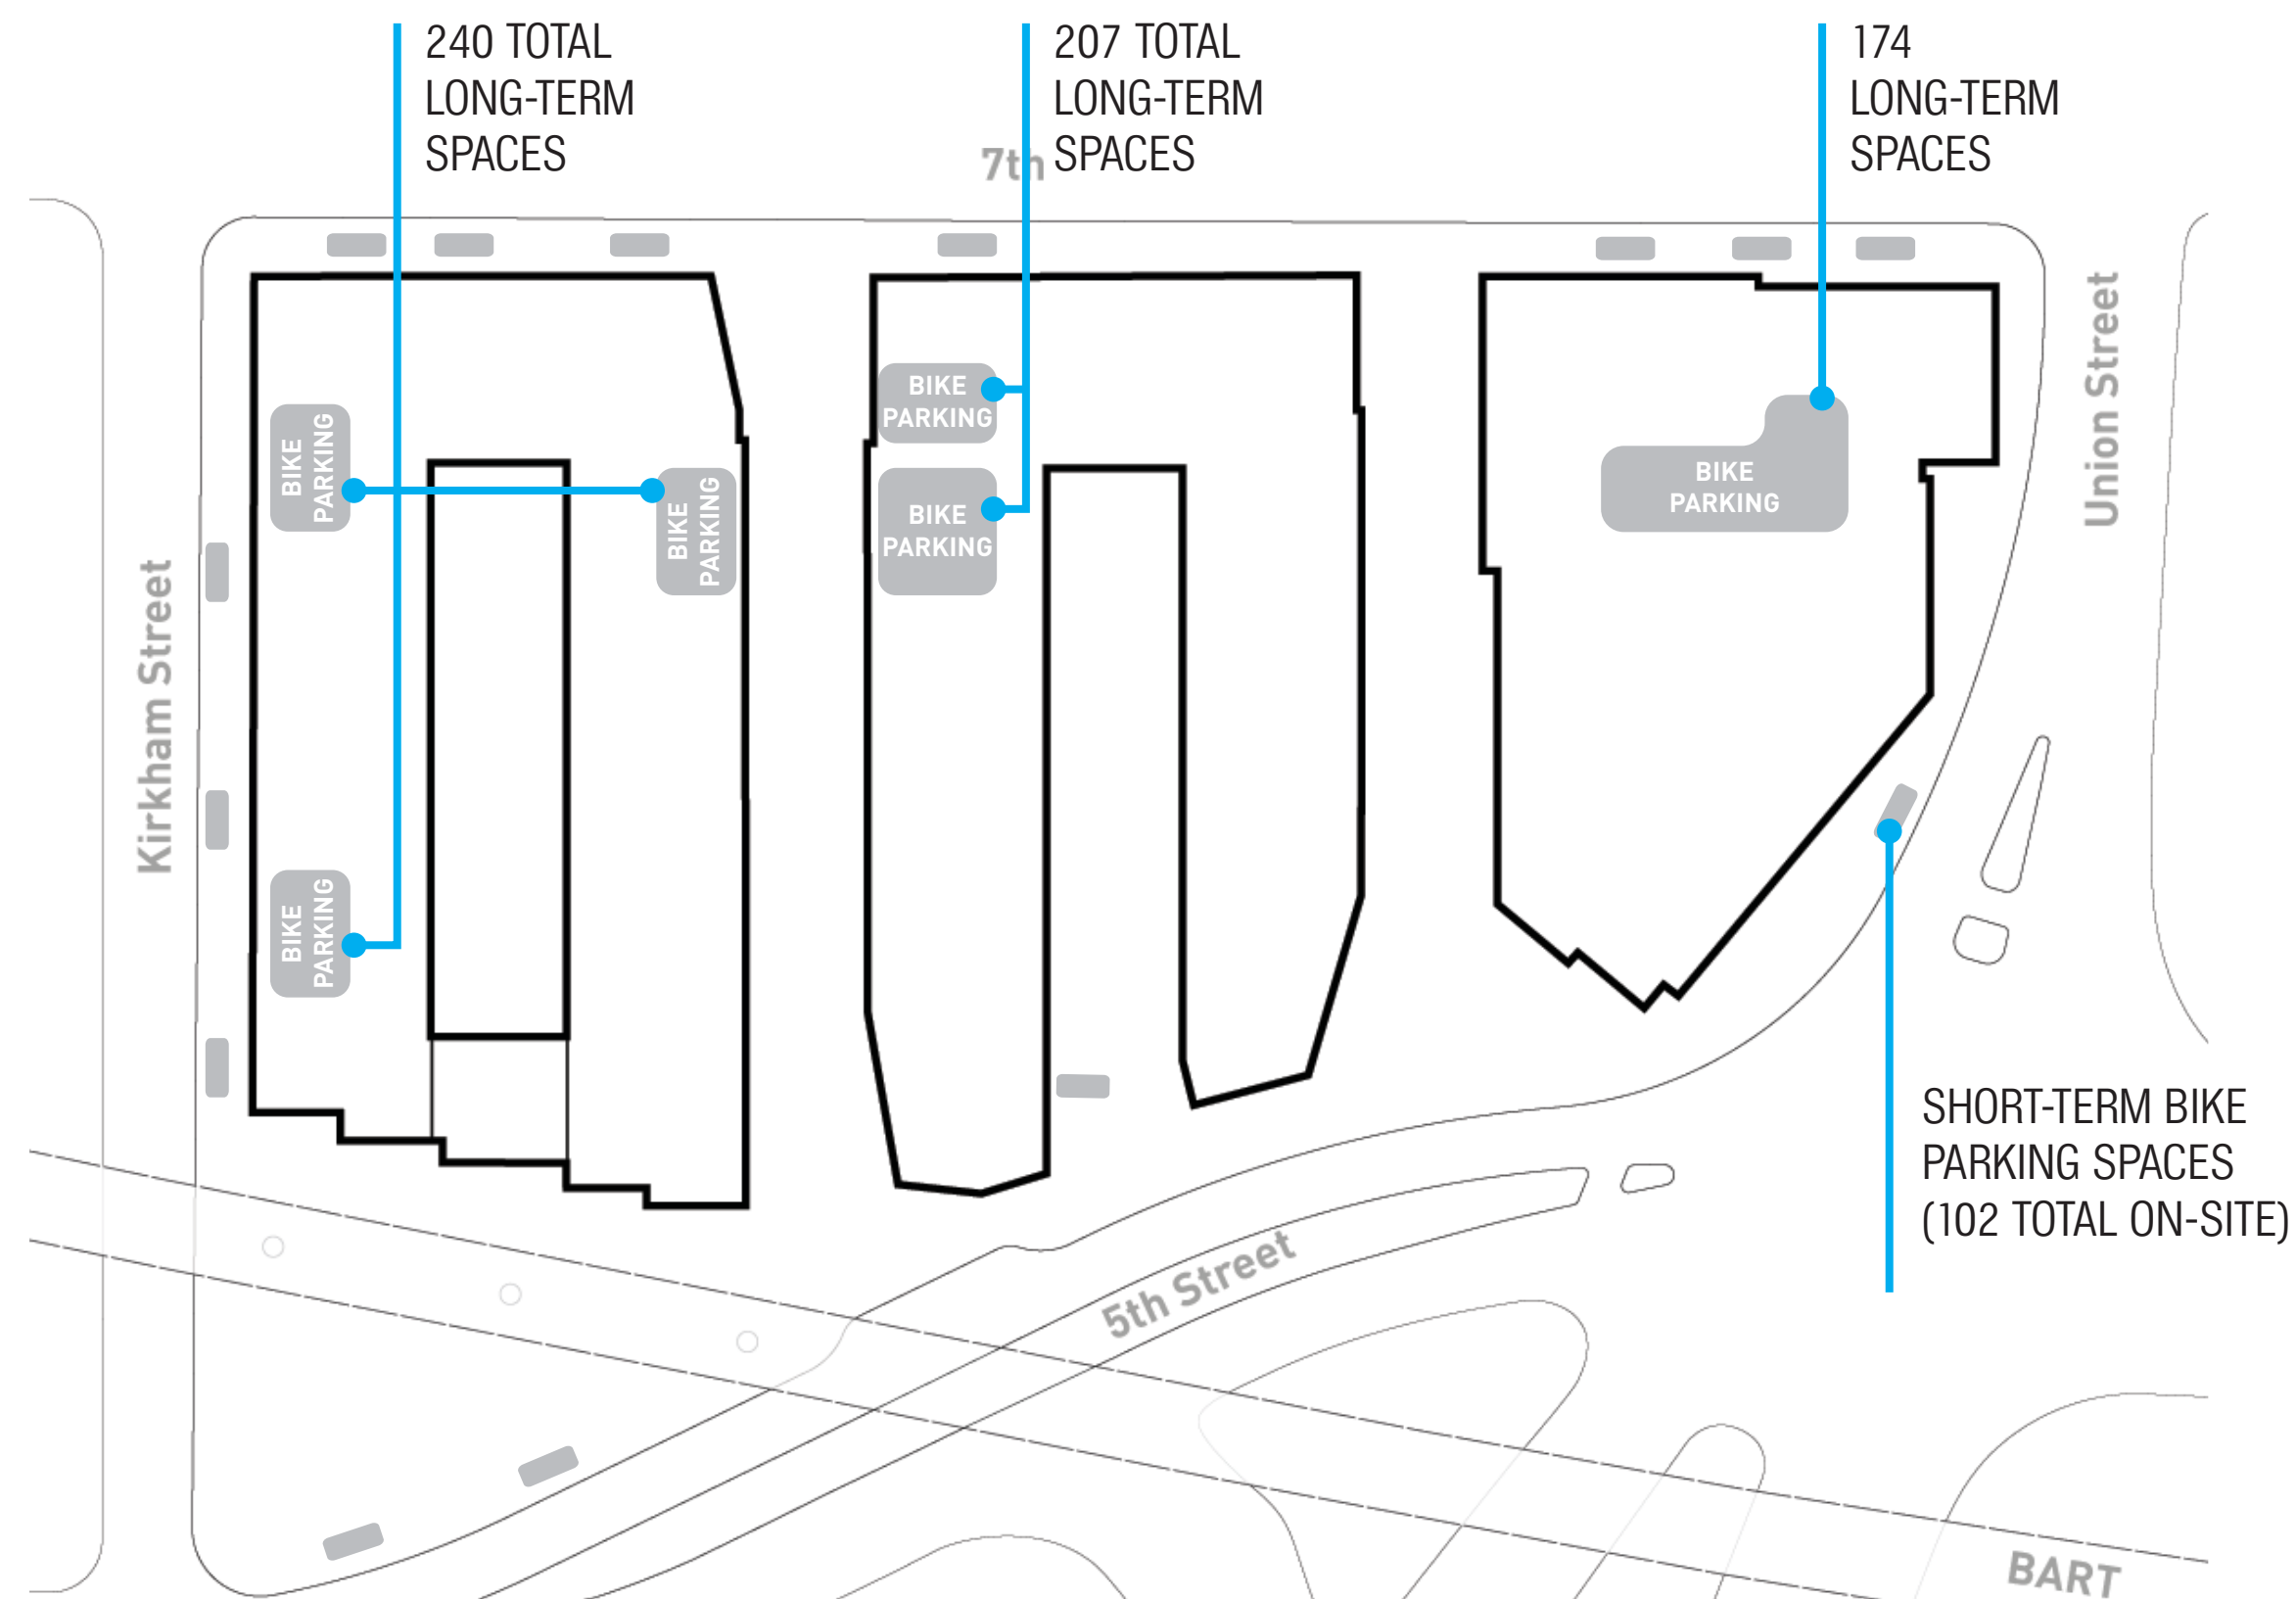 240 TOTAL
LONG-TERM
SPACES
207 TOTAL
LONG-TERM
SPACES
174
LONG-TERM
SPACES
7th
Union Street
Kirkham Street
BIKE
PARKING
BIKE
PARKING
BIKE
PARKING
BIKE
PARKING
BIKE
PARKING
BIKE
PARKING
SHORT-TERM BIKE
PARKING SPACES
(102 TOTAL ON-SITE)
5th Street
BART